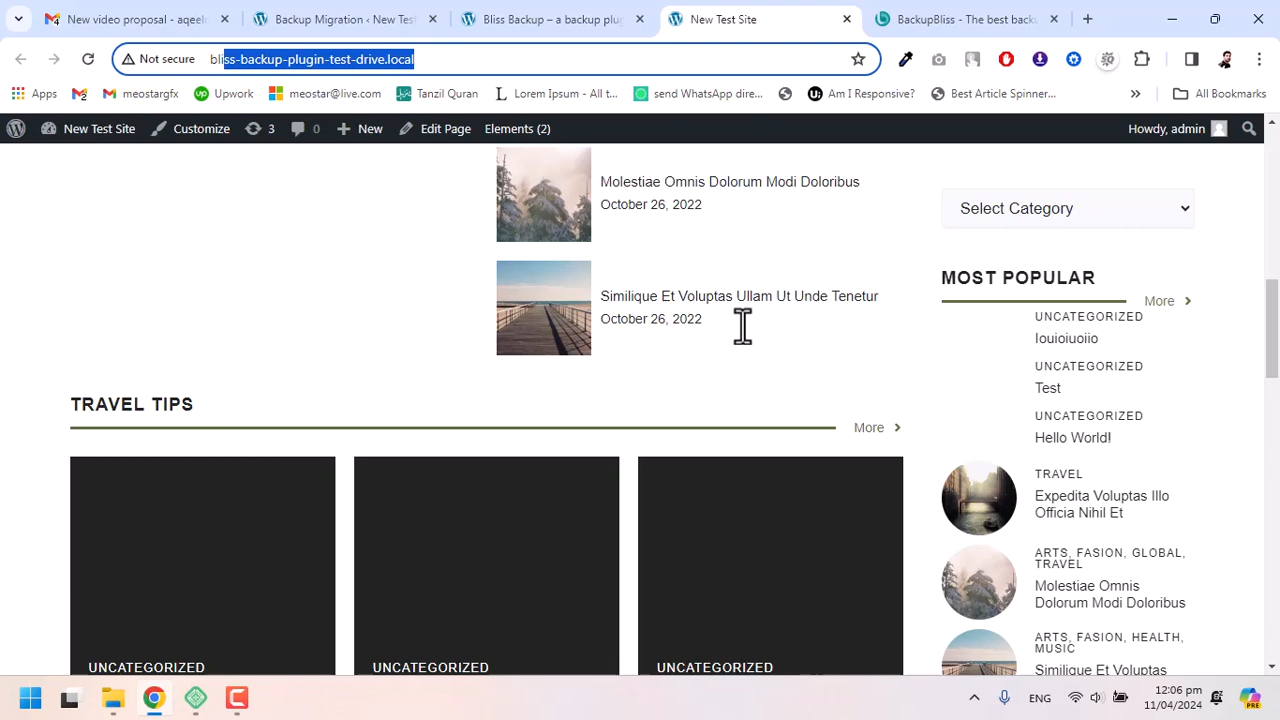 New video proposal - aqeeln
Backup Migration ‹ New Test
Bliss Backup – a backup plug
New Test Site
BackupBliss - The best back
Not secure bliss-backup-plugin-test-drive.local
Apps
meostargfx
Upwork
meostar@live.com
Tanzil Quran
Lorem Ipsum - All t...
send WhatsApp dire...
Am I Responsive?
Best Article Spinner...
»
All Bookmarks
New Test Site
Customize
3
0
New
Edit Page
Elements (2)
Howdy, admin
Molestiae Omnis Dolorum Modi Doloribus
October 26, 2022
Similique Et Voluptas Ullam Ut Unde Tenetur
October 26, 2022
TRAVEL TIPS
More
UNCATEGORIZED
UNCATEGORIZED
UNCATEGORIZED
Select Category
MOST POPULAR
More
UNCATEGORIZED
Iouioiuoiio
UNCATEGORIZED
Test
UNCATEGORIZED
Hello World!
TRAVEL
Expedita Voluptas Illo
Officia Nihil Et
ARTS, FASION, GLOBAL,
TRAVEL
Molestiae Omnis
Dolorum Modi Doloribus
ARTS, FASION, HEALTH,
MUSIC
Similique Et Voluptas
ENG
12:06 pm
11/04/2024
PRE